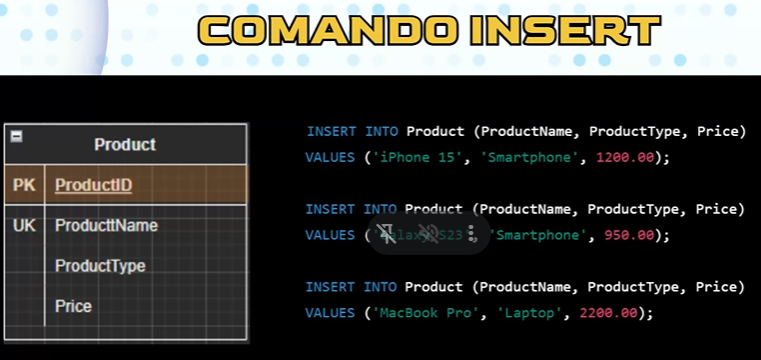 COMANDO INSERT
Product
PK ProductID
UK ProducttName
ProductType
Price
INSERT INTO Product (ProductName, ProductType, Price)
VALUES ('iPhone 15', 'Smartphone', 1200.00);
INSERT INTO Product (ProductName, ProductType, Price)
VALUES ('Galaxy S23', 'Smartphone', 950.00);
INSERT INTO Product (ProductName, ProductType, Price)
VALUES ('MacBook Pro', 'Laptop', 2200.00);